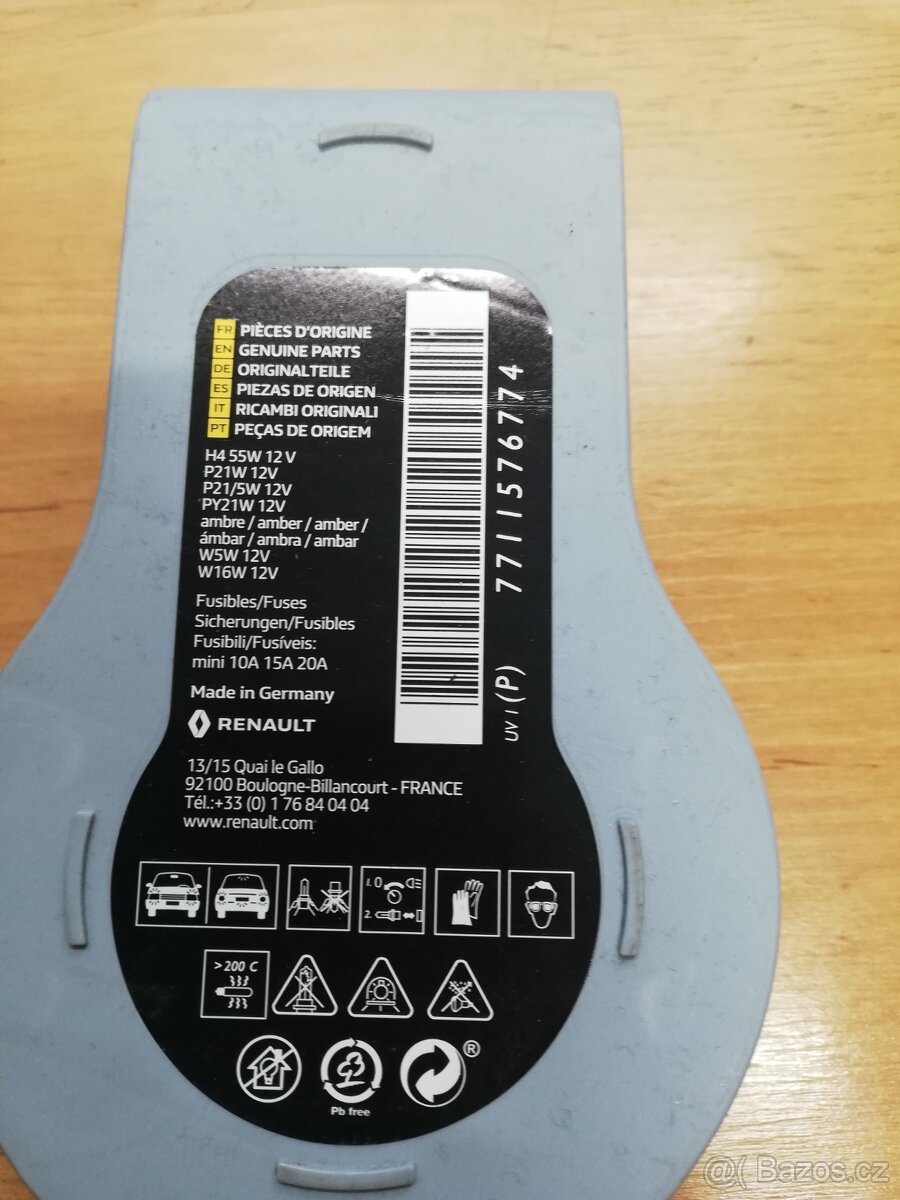 FR PIÈCES D'ORIGINE
EN GENUINE PARTS
DE ORIGINALTEILE
ES PIEZAS DE ORIGEN
IT RICAMBI ORIGINALI
PT PEÇAS DE ORIGEM
H4 55W 12 V
P21W 12V
P21/5W 12V
PY21W 12V
ambre / amber / amber /
ámbar / ambra / ambar
W5W 12V
W16W 12V
Fusibles/Fuses
Sicherungen/Fusibles
Fusibili/Fusíveis:
mini 10A 15A 20A
Made in Germany
RENAULT
13/15 Quai le Gallo
92100 Boulogne-Billancourt - FRANCE
Tél.:+33 (0) 1 76 84 04 04
www.renault.com
UV I (P) 7711576774
1. 0
2.
>200 C
®
Pb free
@( Bazos.cz